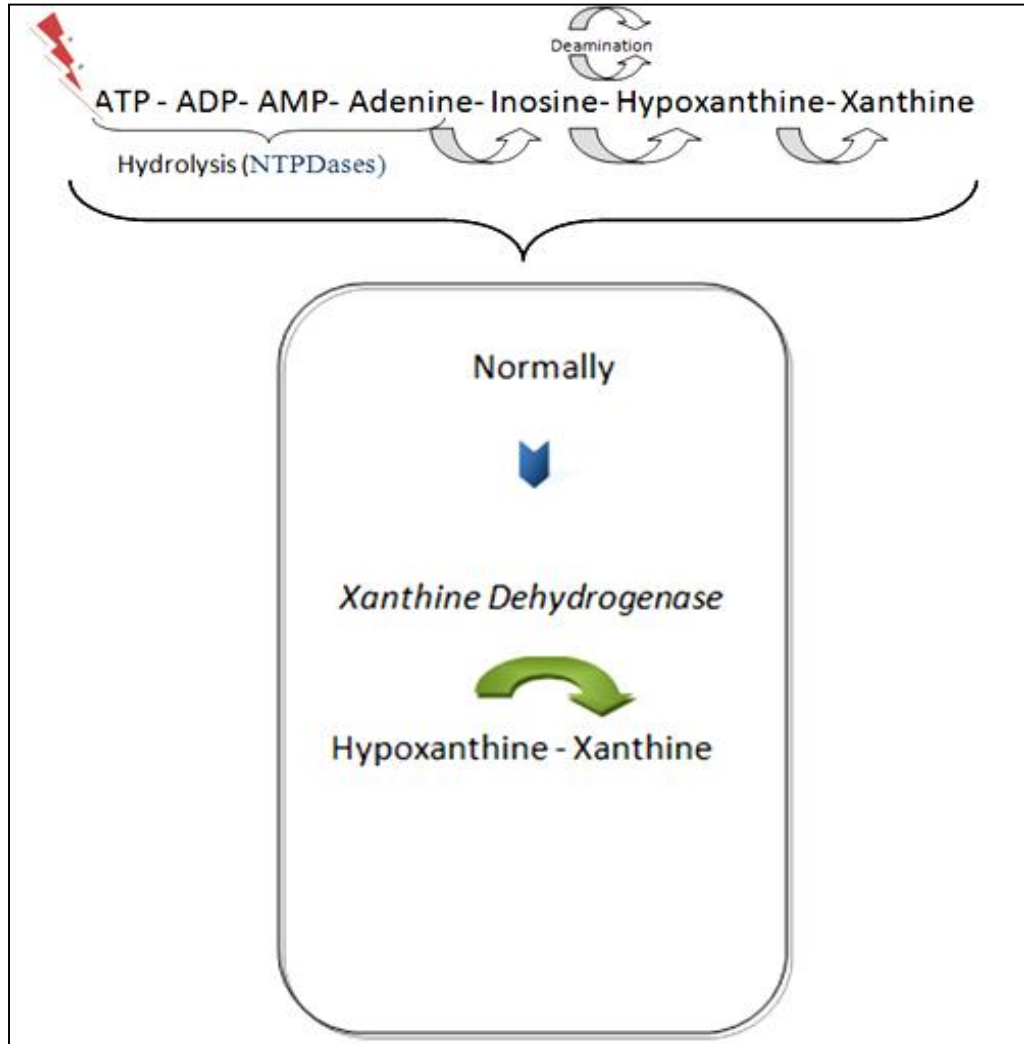 Deamination
ATP - ADP- AMP- Adenine- Inosine- Hypoxanthine- Xanthine
Hydrolysis (NTPDases)
Normally
Xanthine Dehydrogenase
Hypoxanthine - Xanthine